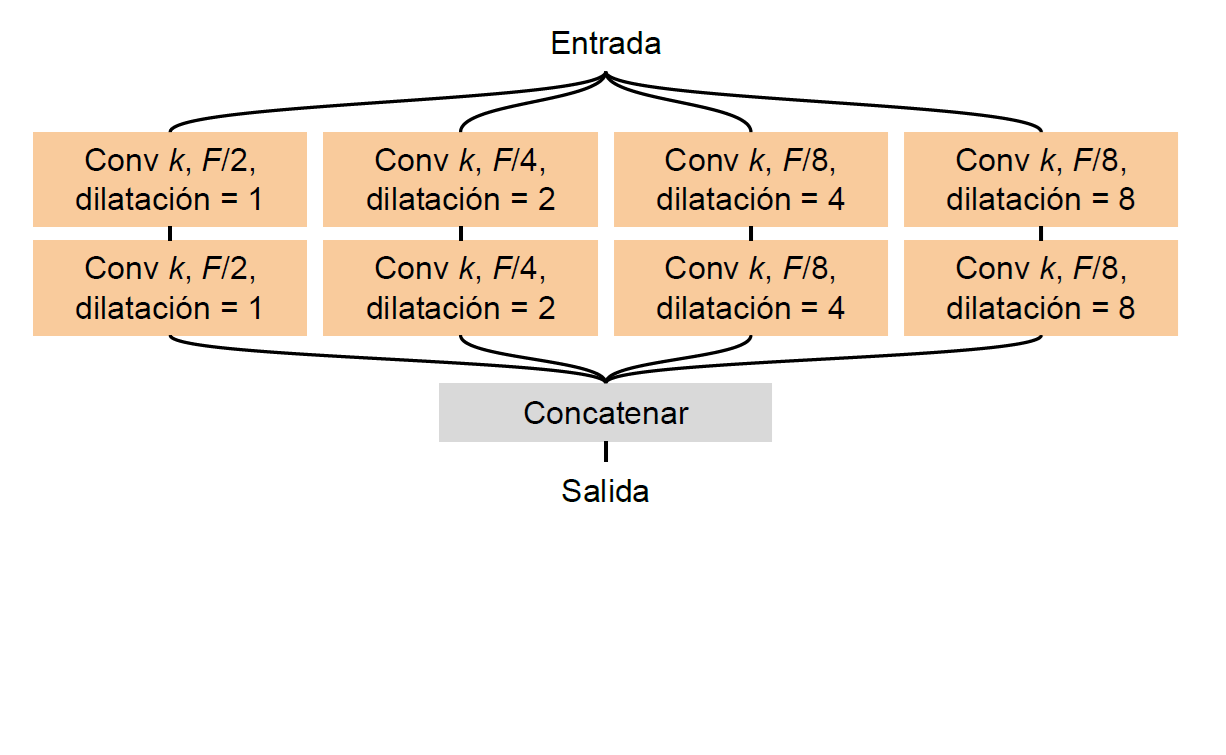 Entrada
Conv k, F/2,
dilatación = 1
Conv k, F/4,
dilatación = 2
Conv k, F/8,
dilatación = 4
Conv k, F/8,
dilatación = 8
Conv k, F/2,
dilatación = 1
Conv k, F/4,
dilatación = 2
Conv k, F/8,
dilatación = 4
Conv k, F/8,
dilatación = 8
Concatenar
Salida